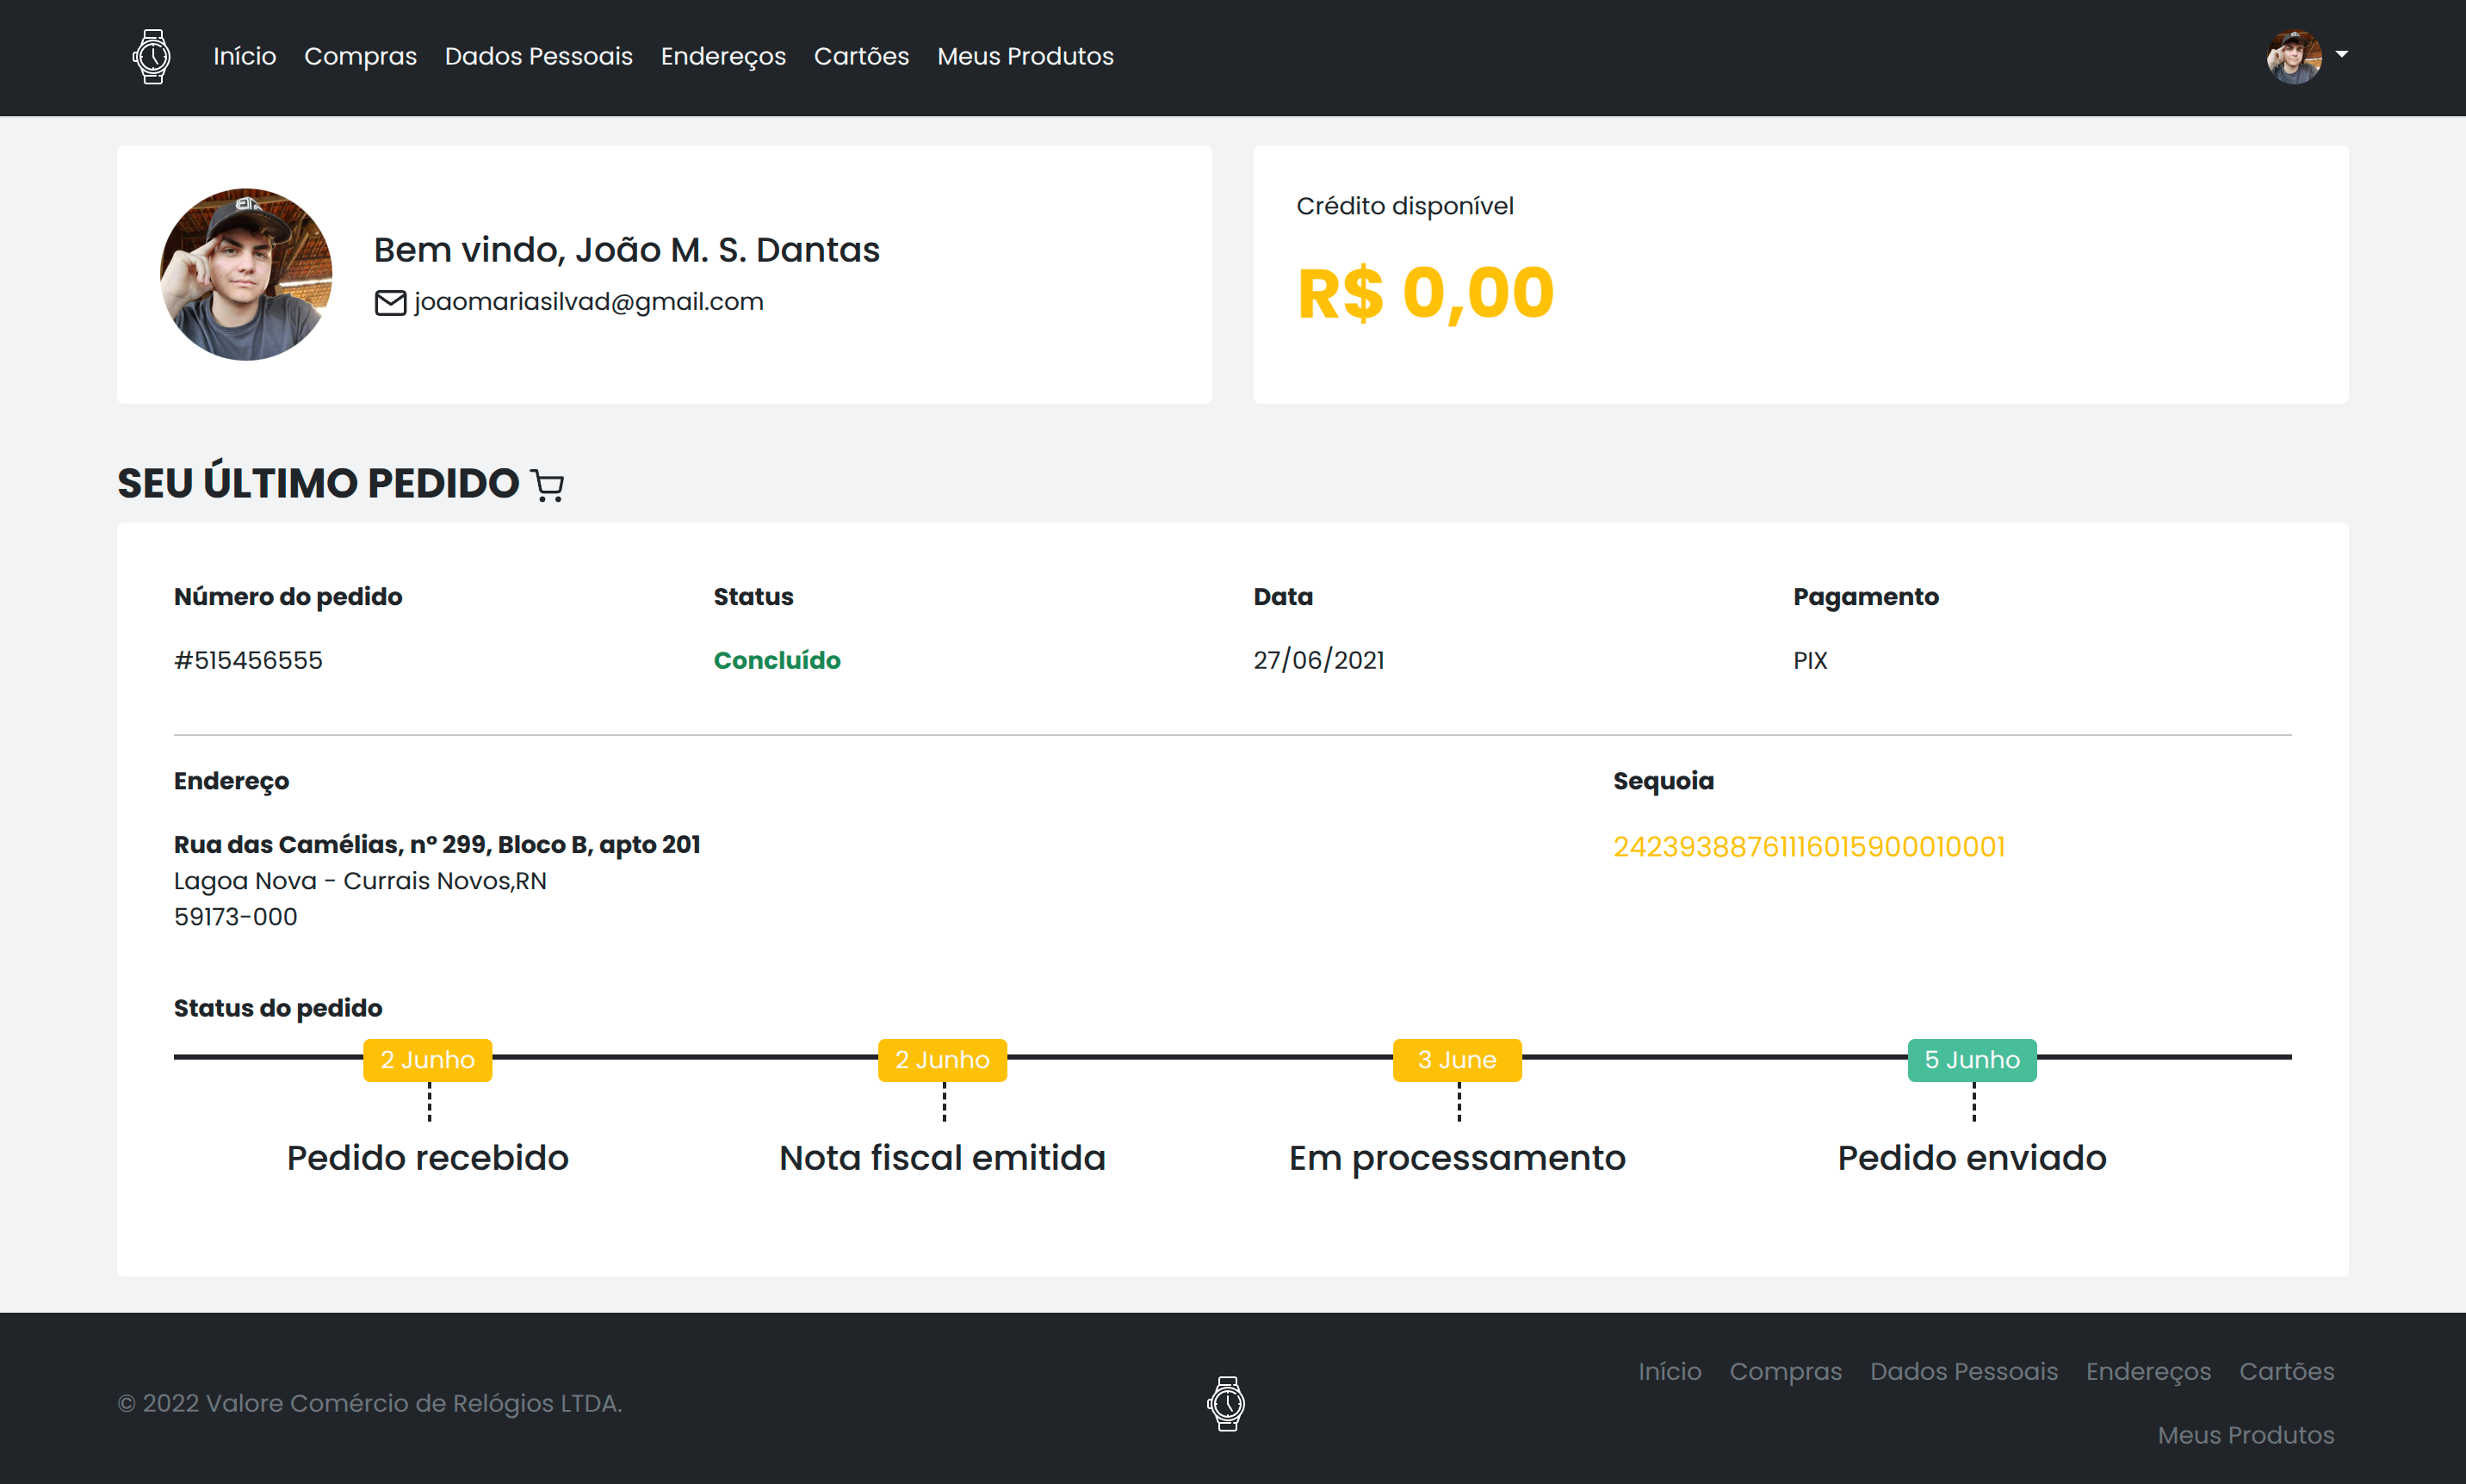 Início Compras Dados Pessoais Endereços Cartões Meus Produtos
Bem vindo, João M. S. Dantas
joaomariasilvad@gmail.com
Crédito disponível
R$ 0,00
SEU ÚLTIMO PEDIDO
Número do pedido Status Data Pagamento
#515456555 Concluído 27/06/2021 PIX
Endereço Sequoia
Rua das Camélias, nº 299, Bloco B, apto 201 24239388761116015900010001
Lagoa Nova - Currais Novos,RN
59173-000
Status do pedido
2 Junho 2 Junho 3 June 5 Junho
Pedido recebido Nota fiscal emitida Em processamento Pedido enviado
Início Compras Dados Pessoais Endereços Cartões
© 2022 Valore Comércio de Relógios LTDA.
Meus Produtos